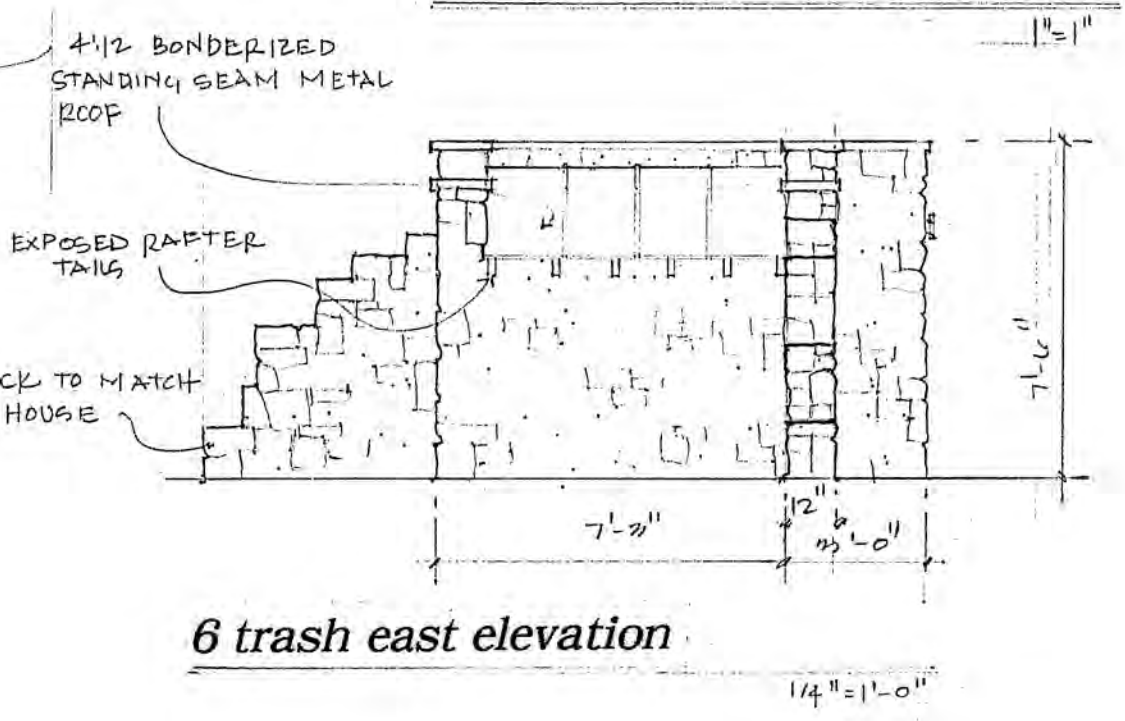 1"=1"
4:12 BONDERIZED
STANDING SEAM METAL
ROOF
EXPOSED RAFTER
TAILS
CK TO MATCH
HOUSE
7'-6"
12"
7'-3"
3'-0"
6 trash east elevation
1/4"=1'-0"